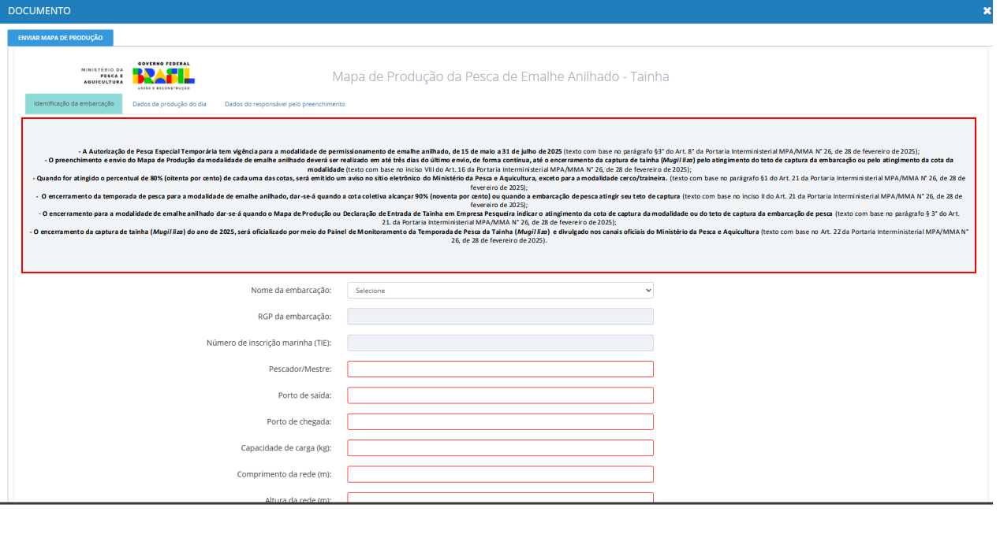 DOCUMENTO
ENVIAR MAPA DE PRODUÇÃO
MINISTÉRIO DA
PESCA E
AQUICULTURA
GOVERNO FEDERAL
BRASIL
UNIÃO E RECONSTRUÇÃO
Mapa de Produção da Pesca de Emalhe Anilhado - Tainha
Identificação da embarcação
Dados da produção do dia
Dados do responsável pelo preenchimento
- A Autorização de Pesca Especial Temporária tem vigência para a modalidade de permissionamento de emalhe anilhado, de 15 de maio a 31 de julho de 2025 (texto com base no parágrafo §3° do Art. 8° da Portaria Interministerial MPA/MMA N° 26, de 28 de fevereiro de 2025);
- O preenchimento e envio do Mapa de Produção da modalidade de emalhe anilhado deverá ser realizado em até três dias do último envio, de forma contínua, até o encerramento da captura de tainha (Mugil liza) pelo atingimento do teto de captura da embarcação ou pelo atingimento da cota da
modalidade (texto com base no inciso VIII do Art. 16 da Portaria Interministerial MPA/MMA N° 26, de 28 de fevereiro de 2025);
- Quando for atingido o percentual de 80% (oitenta por cento) de cada uma das cotas, será emitido um aviso no sítio eletrônico do Ministério da Pesca e Aquicultura, exceto para a modalidade cerco/traineira. (texto com base no parágrafo §1 do Art. 21 da Portaria Interministerial MPA/MMA N° 26, de 28 de
fevereiro de 2025);
- O encerramento da temporada de pesca para a modalidade de emalhe anilhado, dar-se-á quando a cota coletiva alcançar 90% (noventa por cento) ou quando a embarcação de pesca atingir seu teto de captura (texto com base no inciso II do Art. 21 da Portaria Interministerial MPA/MMA N° 26, de 28 de
fevereiro de 2025);
- O encerramento para a modalidade de emalhe anilhado dar-se-á quando o Mapa de Produção ou Declaração de Entrada de Tainha em Empresa Pesqueira indicar o atingimento da cota de captura da modalidade ou do teto de captura da embarcação de pesca (texto com base no parágrafo § 3° do Art.
21. da Portaria Interministerial MPA/MMA N° 26, de 28 de fevereiro de 2025);
- O encerramento da captura de tainha (Mugil liza) do ano de 2025, será oficializado por meio do Painel de Monitoramento da Temporada de Pesca da Tainha (Mugil liza) e divulgado nos canais oficiais do Ministério da Pesca e Aquicultura (texto com base no Art. 22 da Portaria Interministerial MPA/MMA N°
26, de 28 de fevereiro de 2025).
Nome da embarcação:
Selecione
RGP da embarcação:
Número de inscrição marinha (TIE):
Pescador/Mestre:
Porto de saída:
Porto de chegada:
Capacidade de carga (kg):
Comprimento da rede (m):
Altura da rede (m):